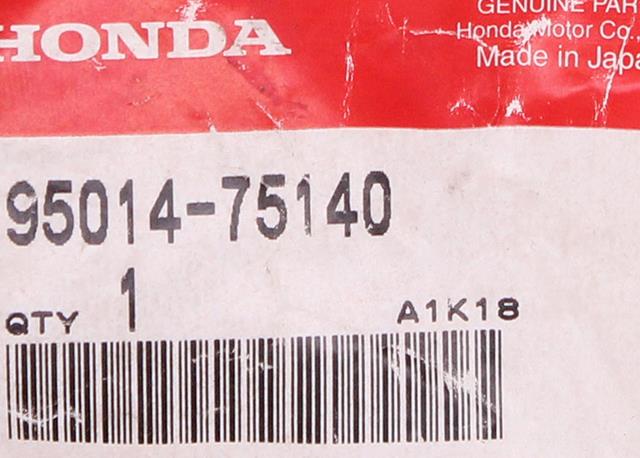 HONDA
GENUINE PAR
Honda Motor Co.,
Made in Japa
95014-75140
QTY 1
A1K18